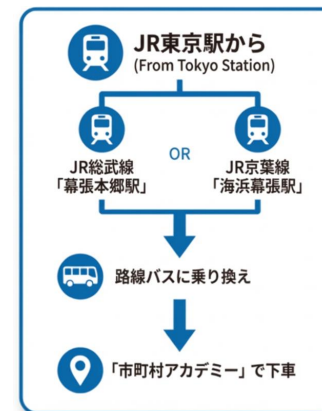 JR東京駅から
(From Tokyo Station)
JR総武線
「幕張本郷駅」
OR
JR京葉線
「海浜幕張駅」
路線バスに乗り換え
「市町村アカデミー」で下車